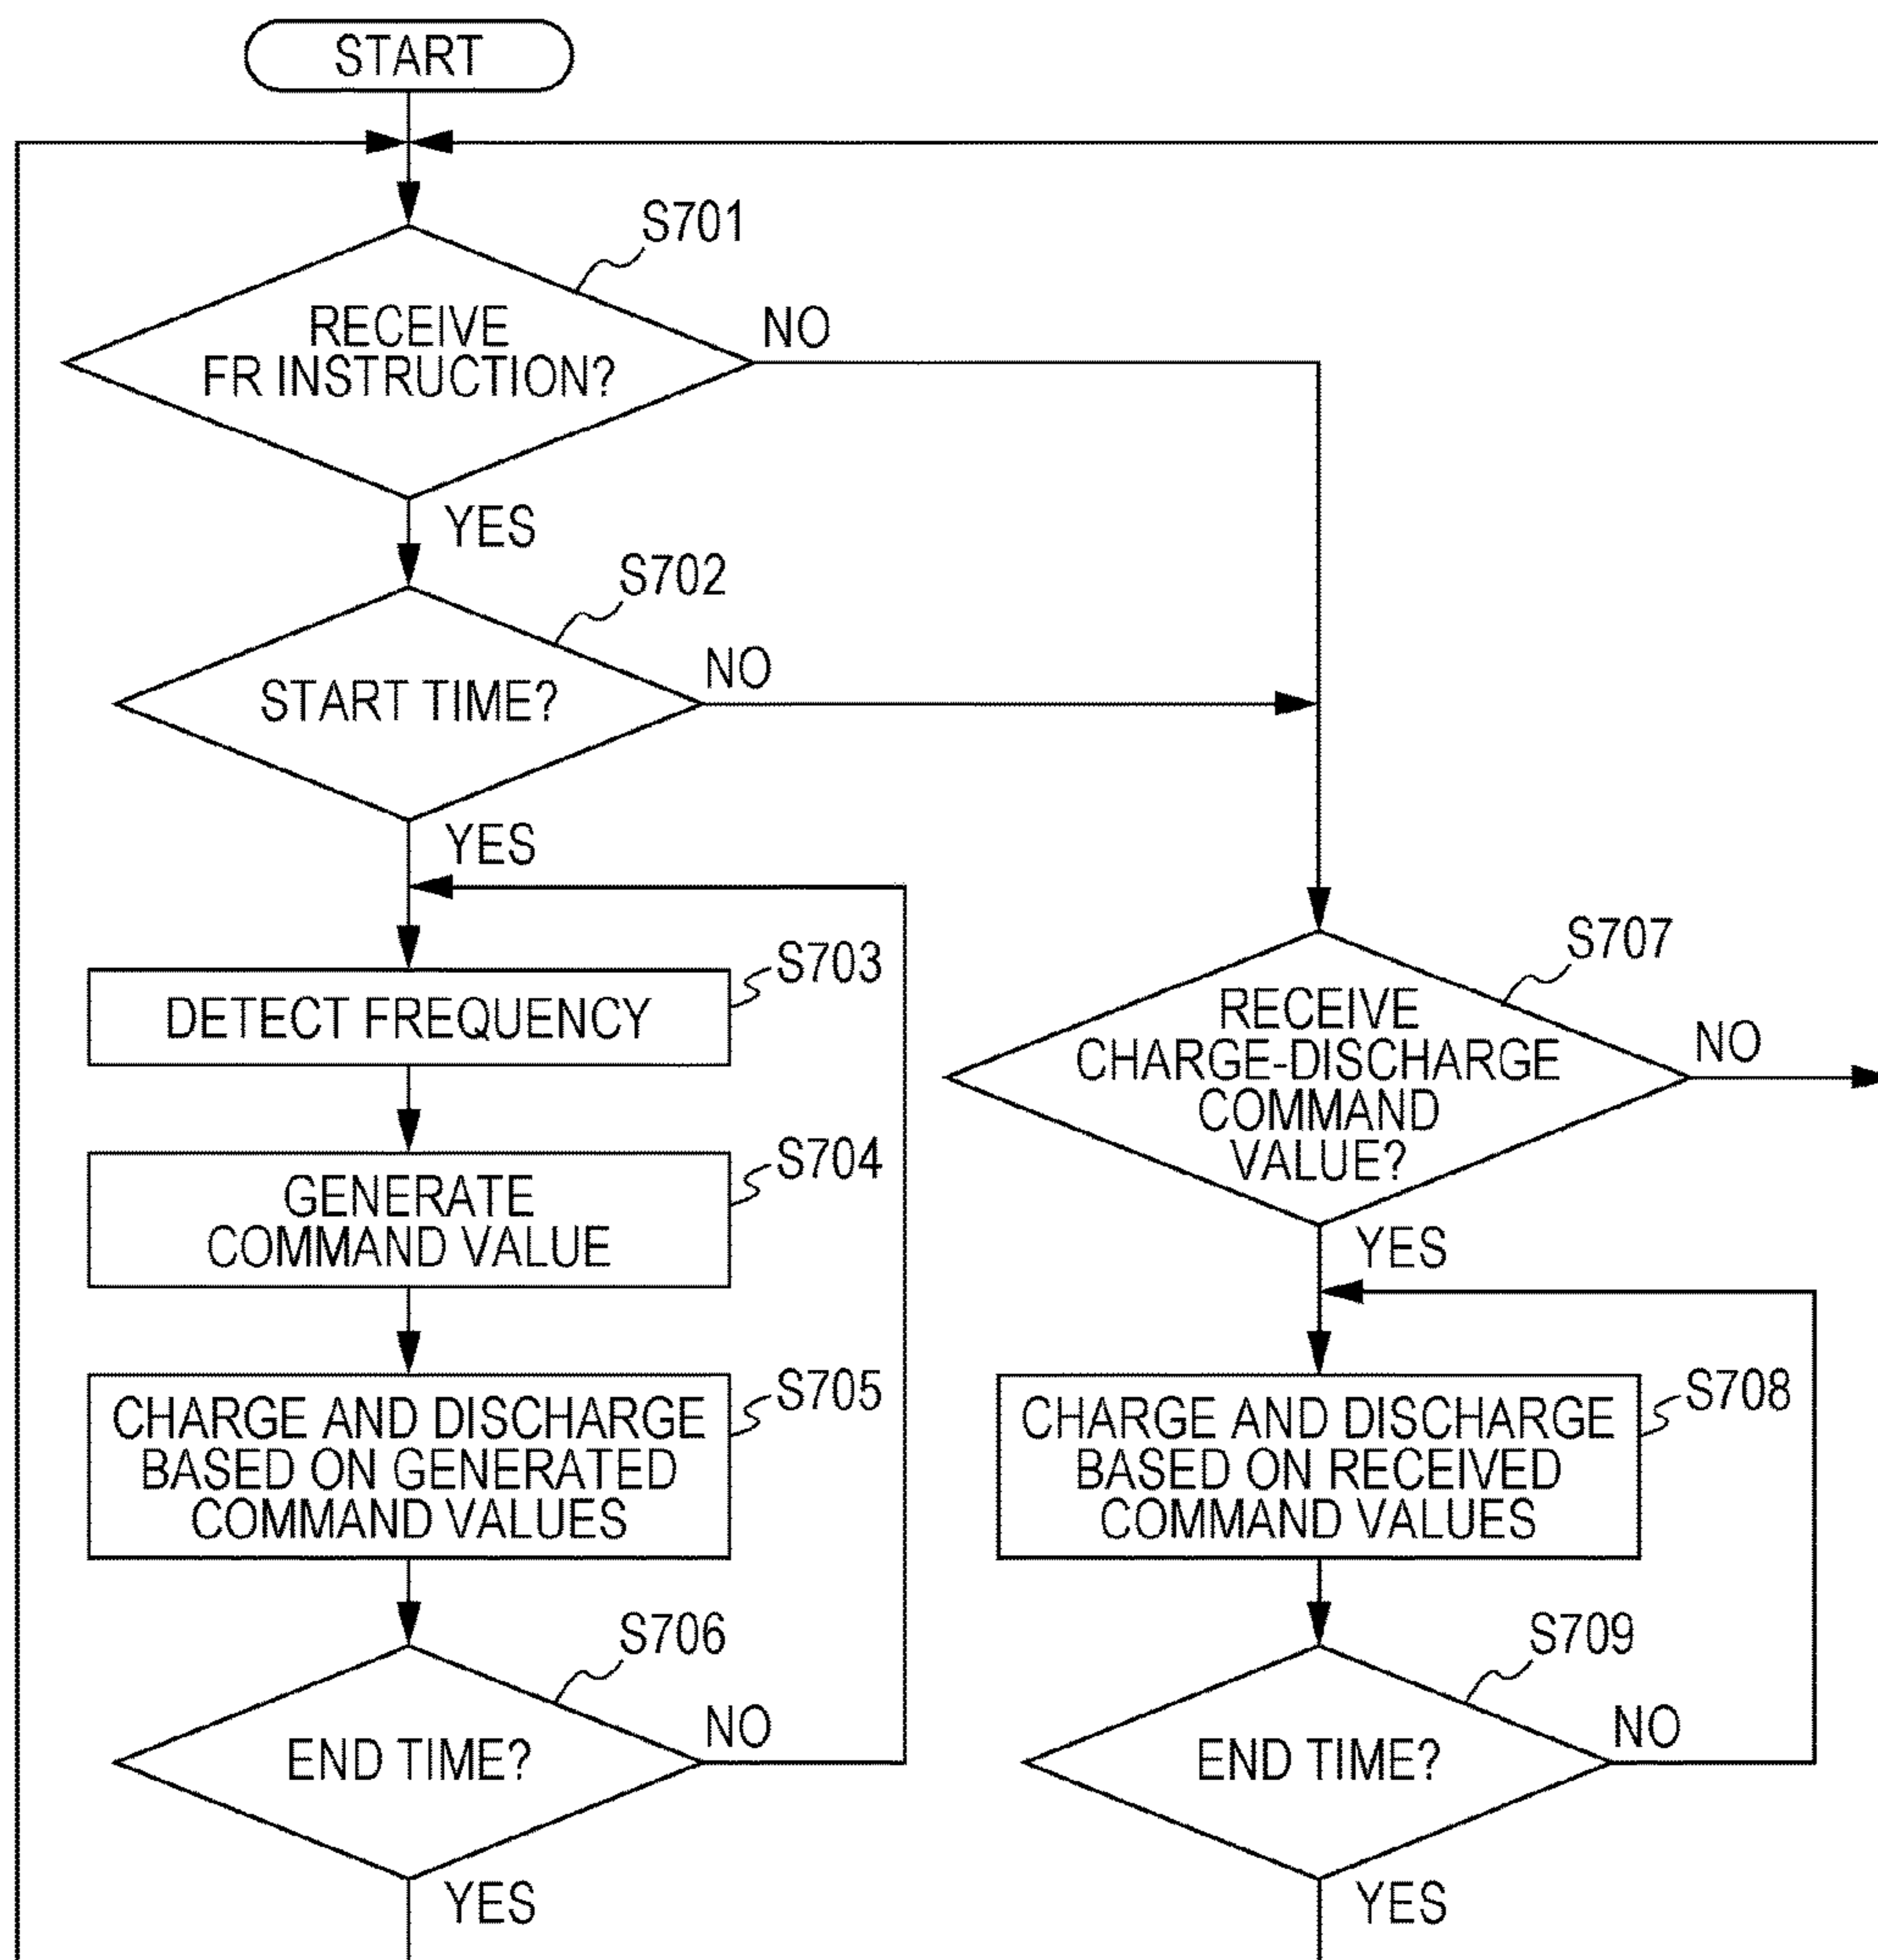 START
S701
RECEIVE
FR INSTRUCTION?
NO
YES
S702
START TIME?
NO
YES
S703
DETECT FREQUENCY
S704
GENERATE
COMMAND VALUE
S705
CHARGE AND DISCHARGE
BASED ON GENERATED
COMMAND VALUES
S706
END TIME?
NO
YES
S707
RECEIVE
CHARGE-DISCHARGE
COMMAND
VALUE?
NO
YES
S708
CHARGE AND DISCHARGE
BASED ON RECEIVED
COMMAND VALUES
S709
END TIME?
NO
YES